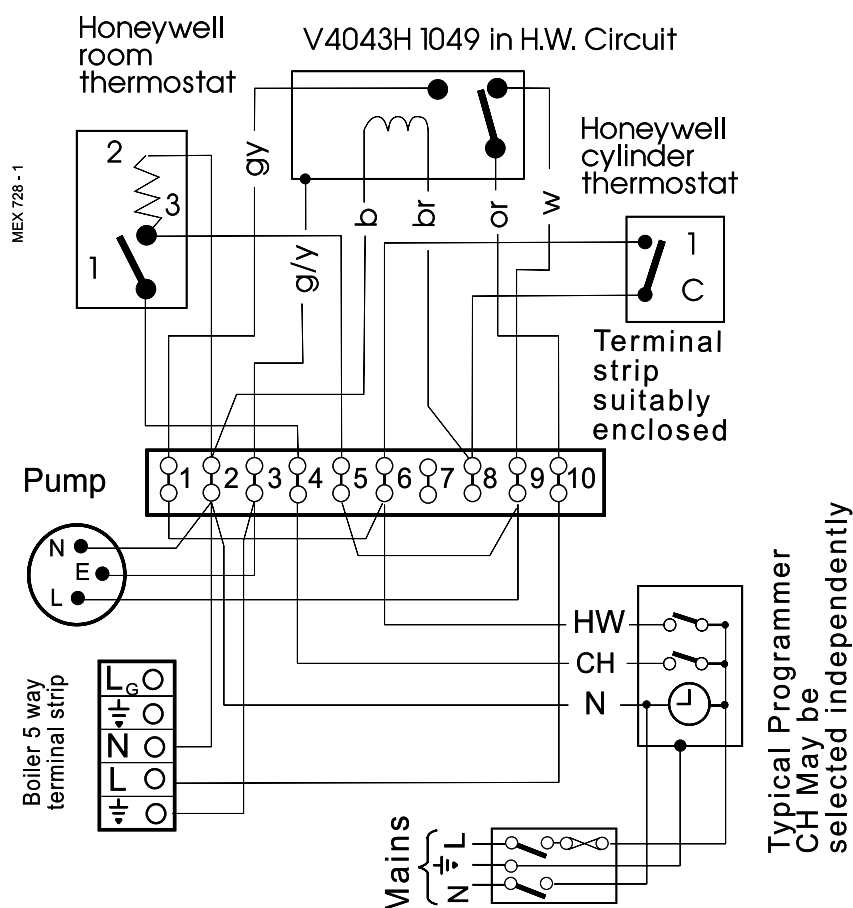 Honeywell
room
thermostat
V4043H 1049 in H.W. Circuit
MEX 728 - 1
2
3
1
gy
g/y
b
br
or
w
Honeywell
cylinder
thermostat
1
C
Terminal
strip
suitably
enclosed
1 2 3 4 5 6 7 8 9 10
Pump
N
E
L
HW
CH
N
Typical Programmer
CH May be
selected independently
Boiler 5 way
terminal strip
LG
N
L
Mains
L
N